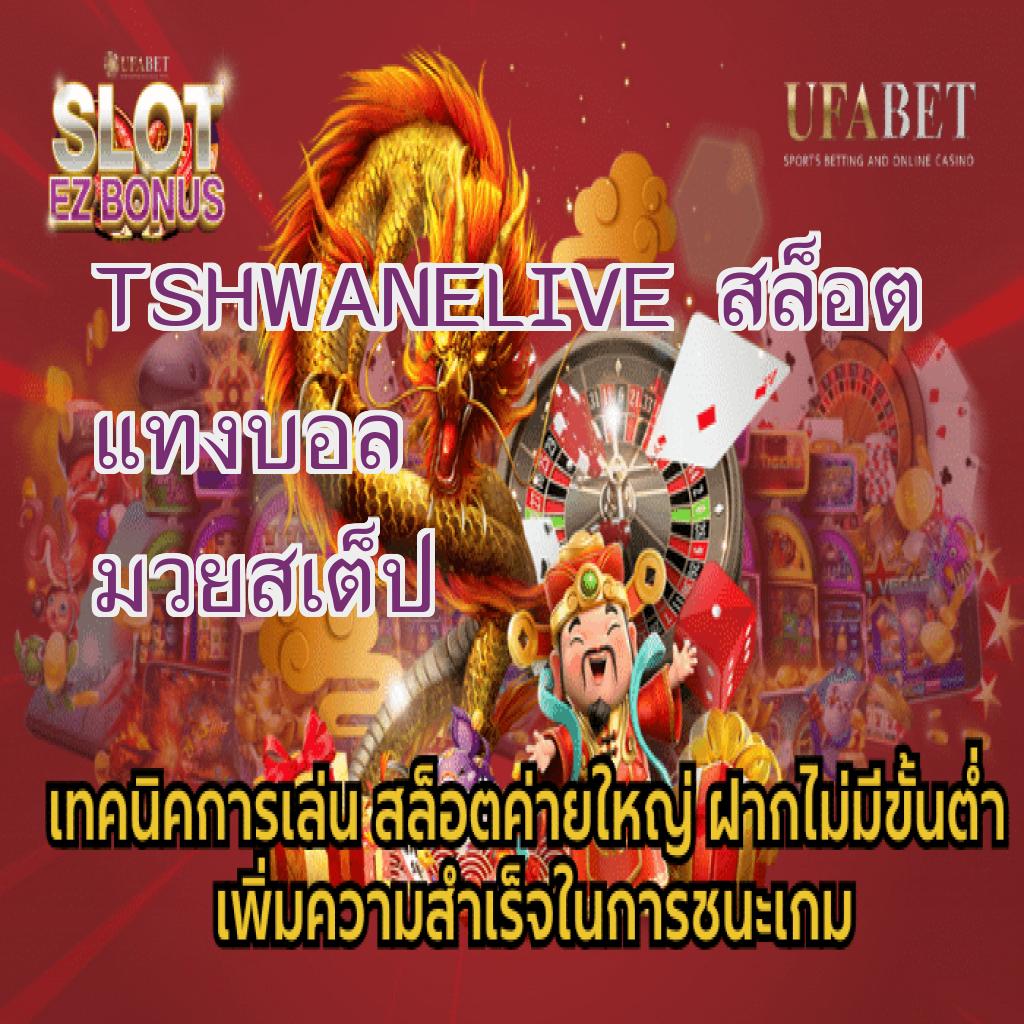 UFABET
SLOT
EZ BONUS
UFABET
SPORTS BETTING AND ONLINE CASINO
TSHWANELIVE สล็อต
แทงบอล
มวยสเต็ป
เทคนิคการเล่น สล็อตค่ายใหญ่ ฝากไม่มีขั้นต่ำ
เพิ่มความสำเร็จในการชนะเกม